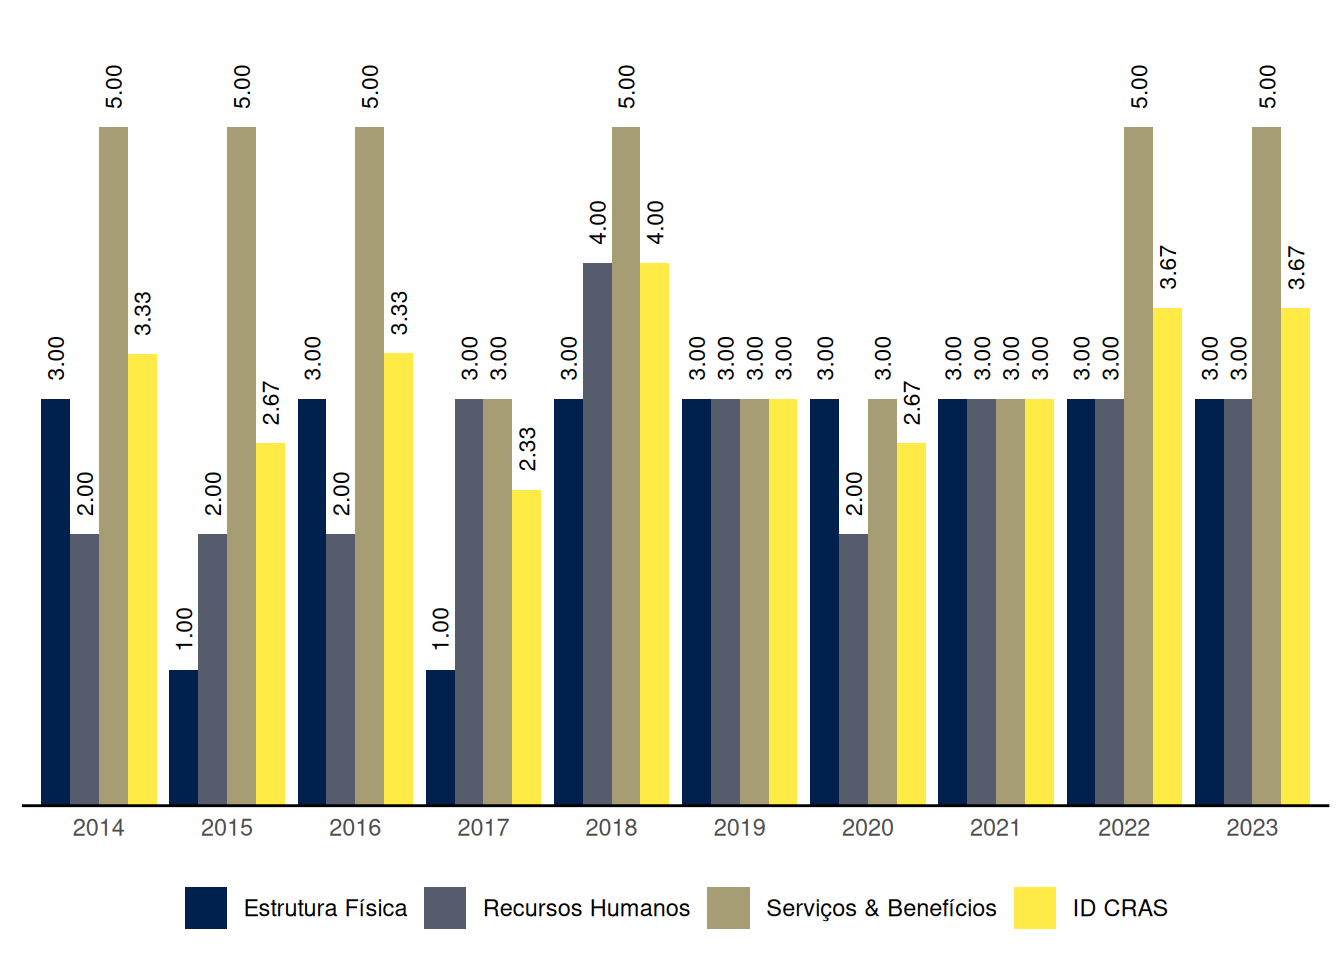 5.00 5.00 5.00 5.00 5.00 5.00
4.00 4.00
3.67 3.67
3.33 3.33
3.00 3.00 3.00 3.00 3.00 3.00 3.00 3.00 3.00 3.00 3.00 3.00 3.00 3.00 3.00 3.00 3.00 3.00 3.00
2.67 2.67
2.33
2.00 2.00 2.00 2.00
1.00 1.00
2014 2015 2016 2017 2018 2019 2020 2021 2022 2023
Estrutura Física Recursos Humanos Serviços & Benefícios ID CRAS